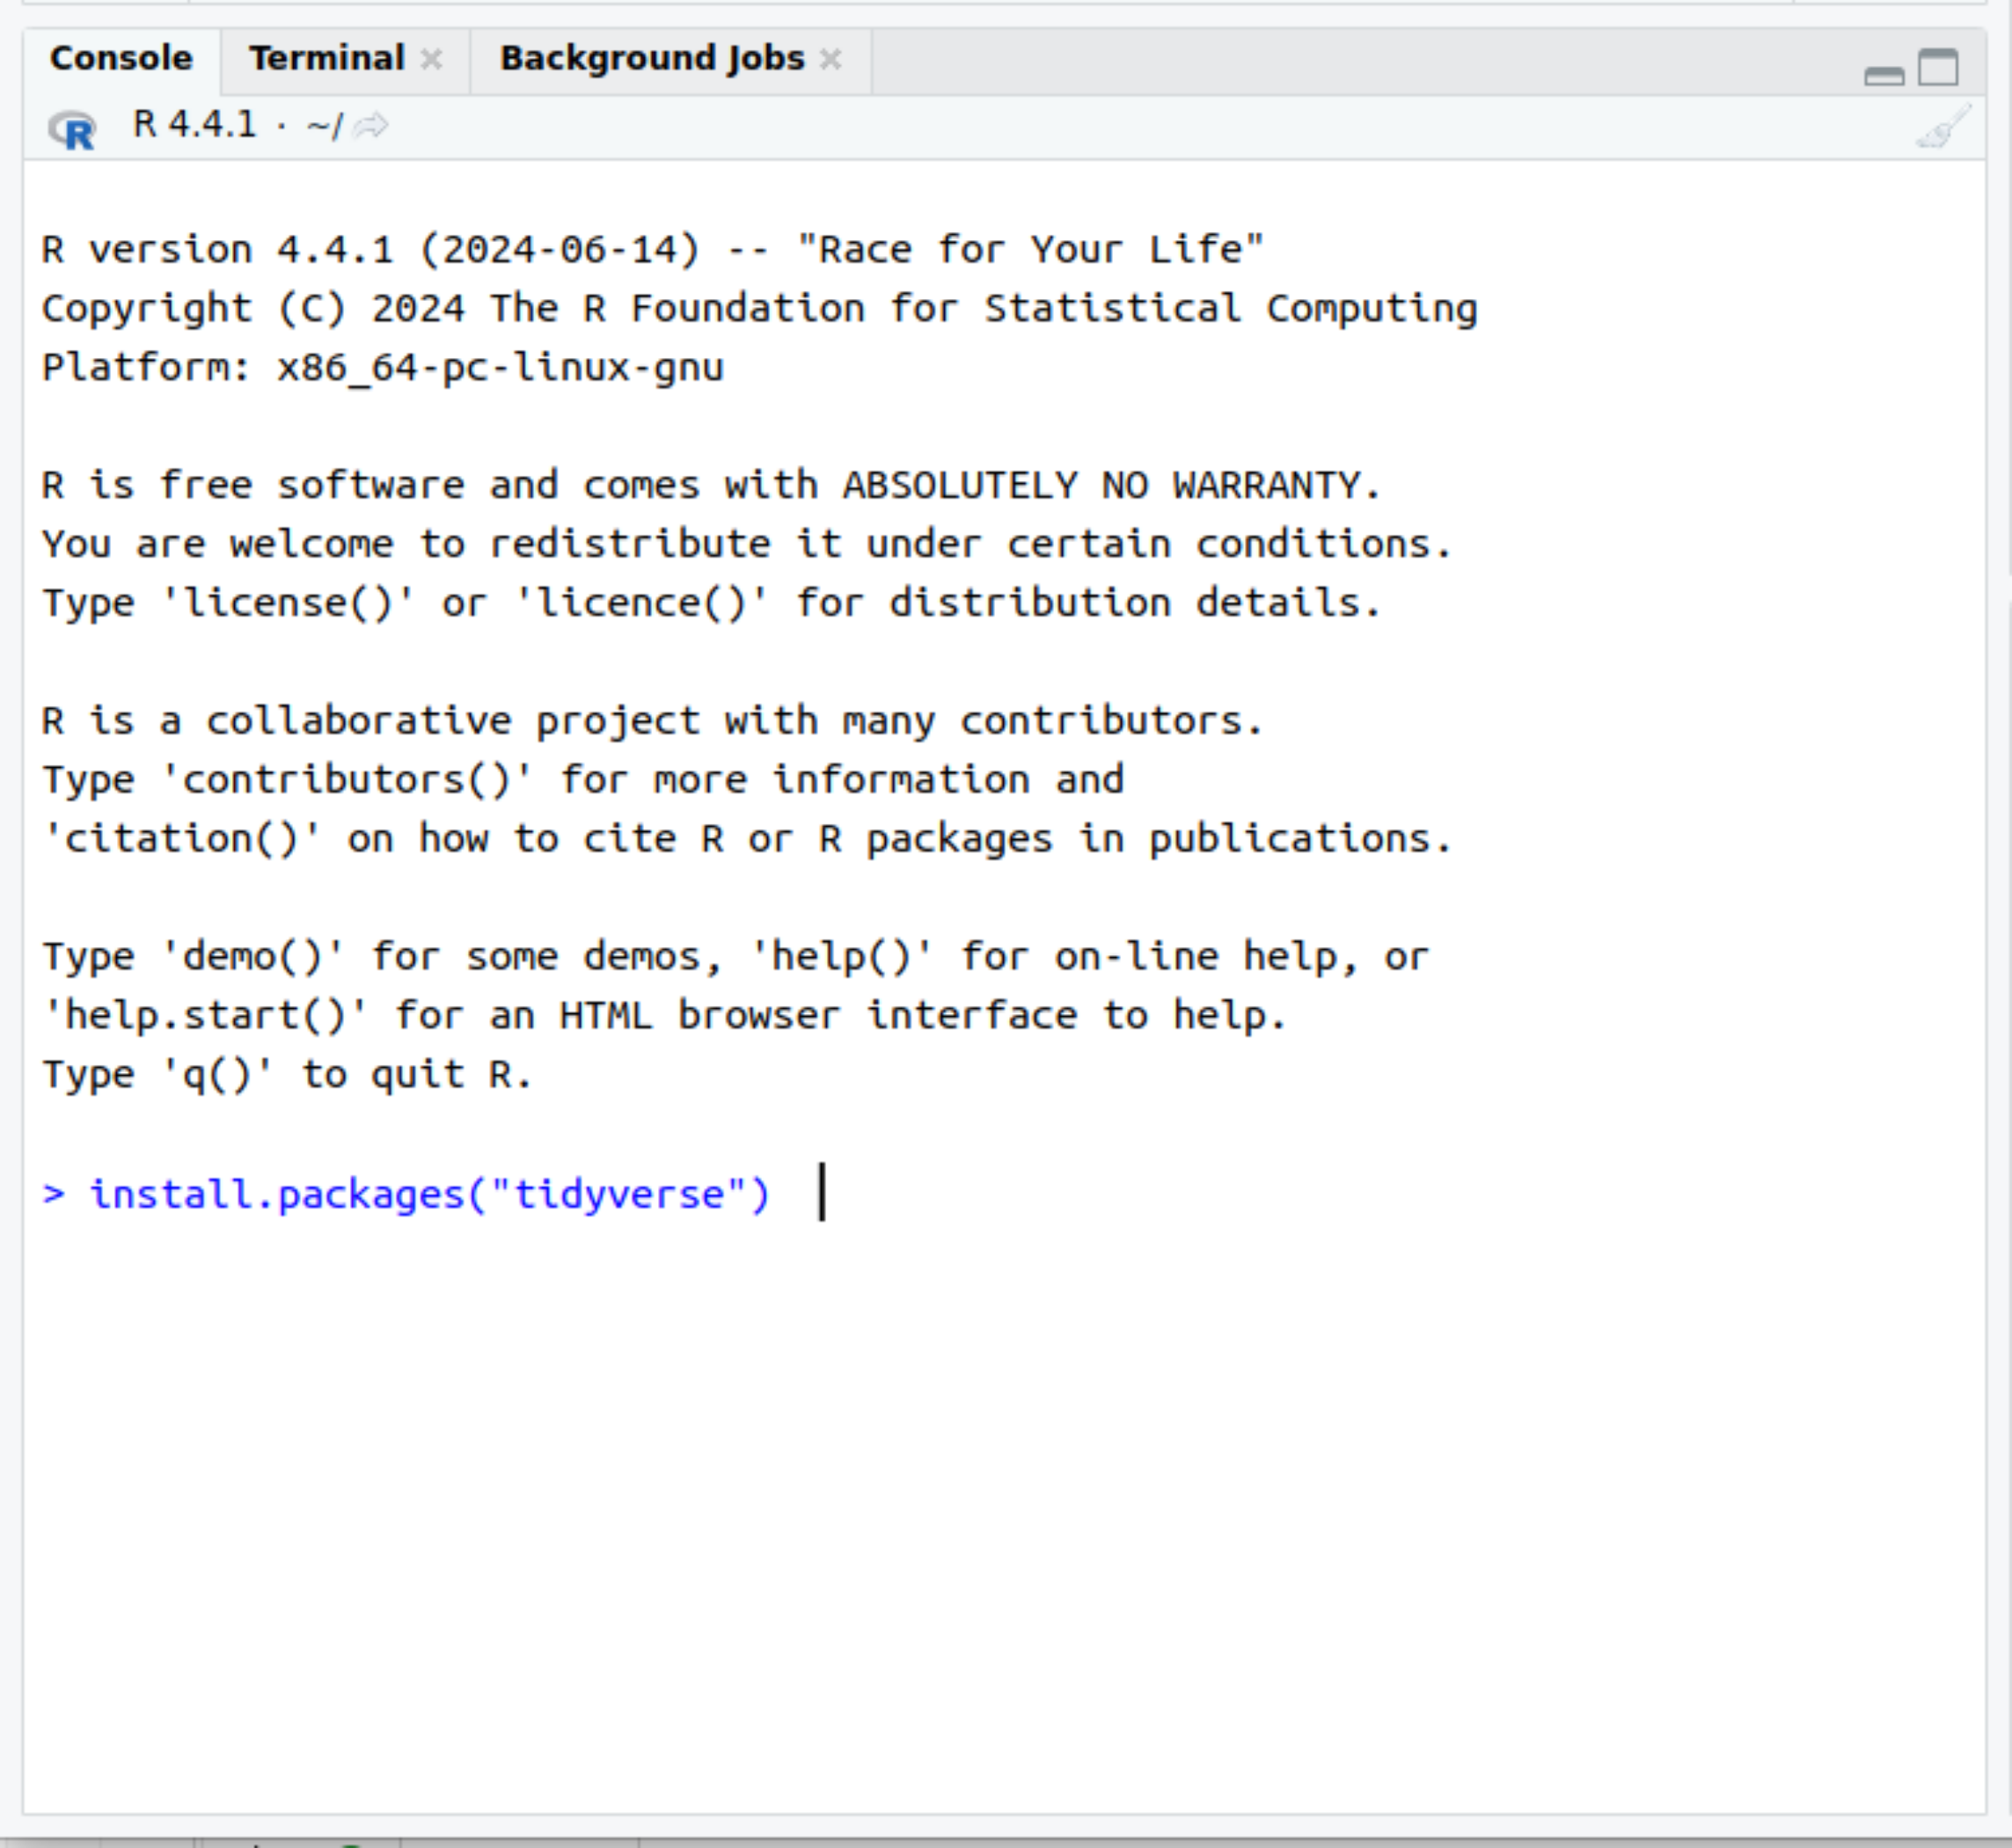 Console Terminal Background Jobs
R 4.4.1 · ~/
R version 4.4.1 (2024-06-14) -- "Race for Your Life"
Copyright (C) 2024 The R Foundation for Statistical Computing
Platform: x86_64-pc-linux-gnu
R is free software and comes with ABSOLUTELY NO WARRANTY.
You are welcome to redistribute it under certain conditions.
Type 'license()' or 'licence()' for distribution details.
R is a collaborative project with many contributors.
Type 'contributors()' for more information and
'citation()' on how to cite R or R packages in publications.
Type 'demo()' for some demos, 'help()' for on-line help, or
'help.start()' for an HTML browser interface to help.
Type 'q()' to quit R.
> install.packages("tidyverse")